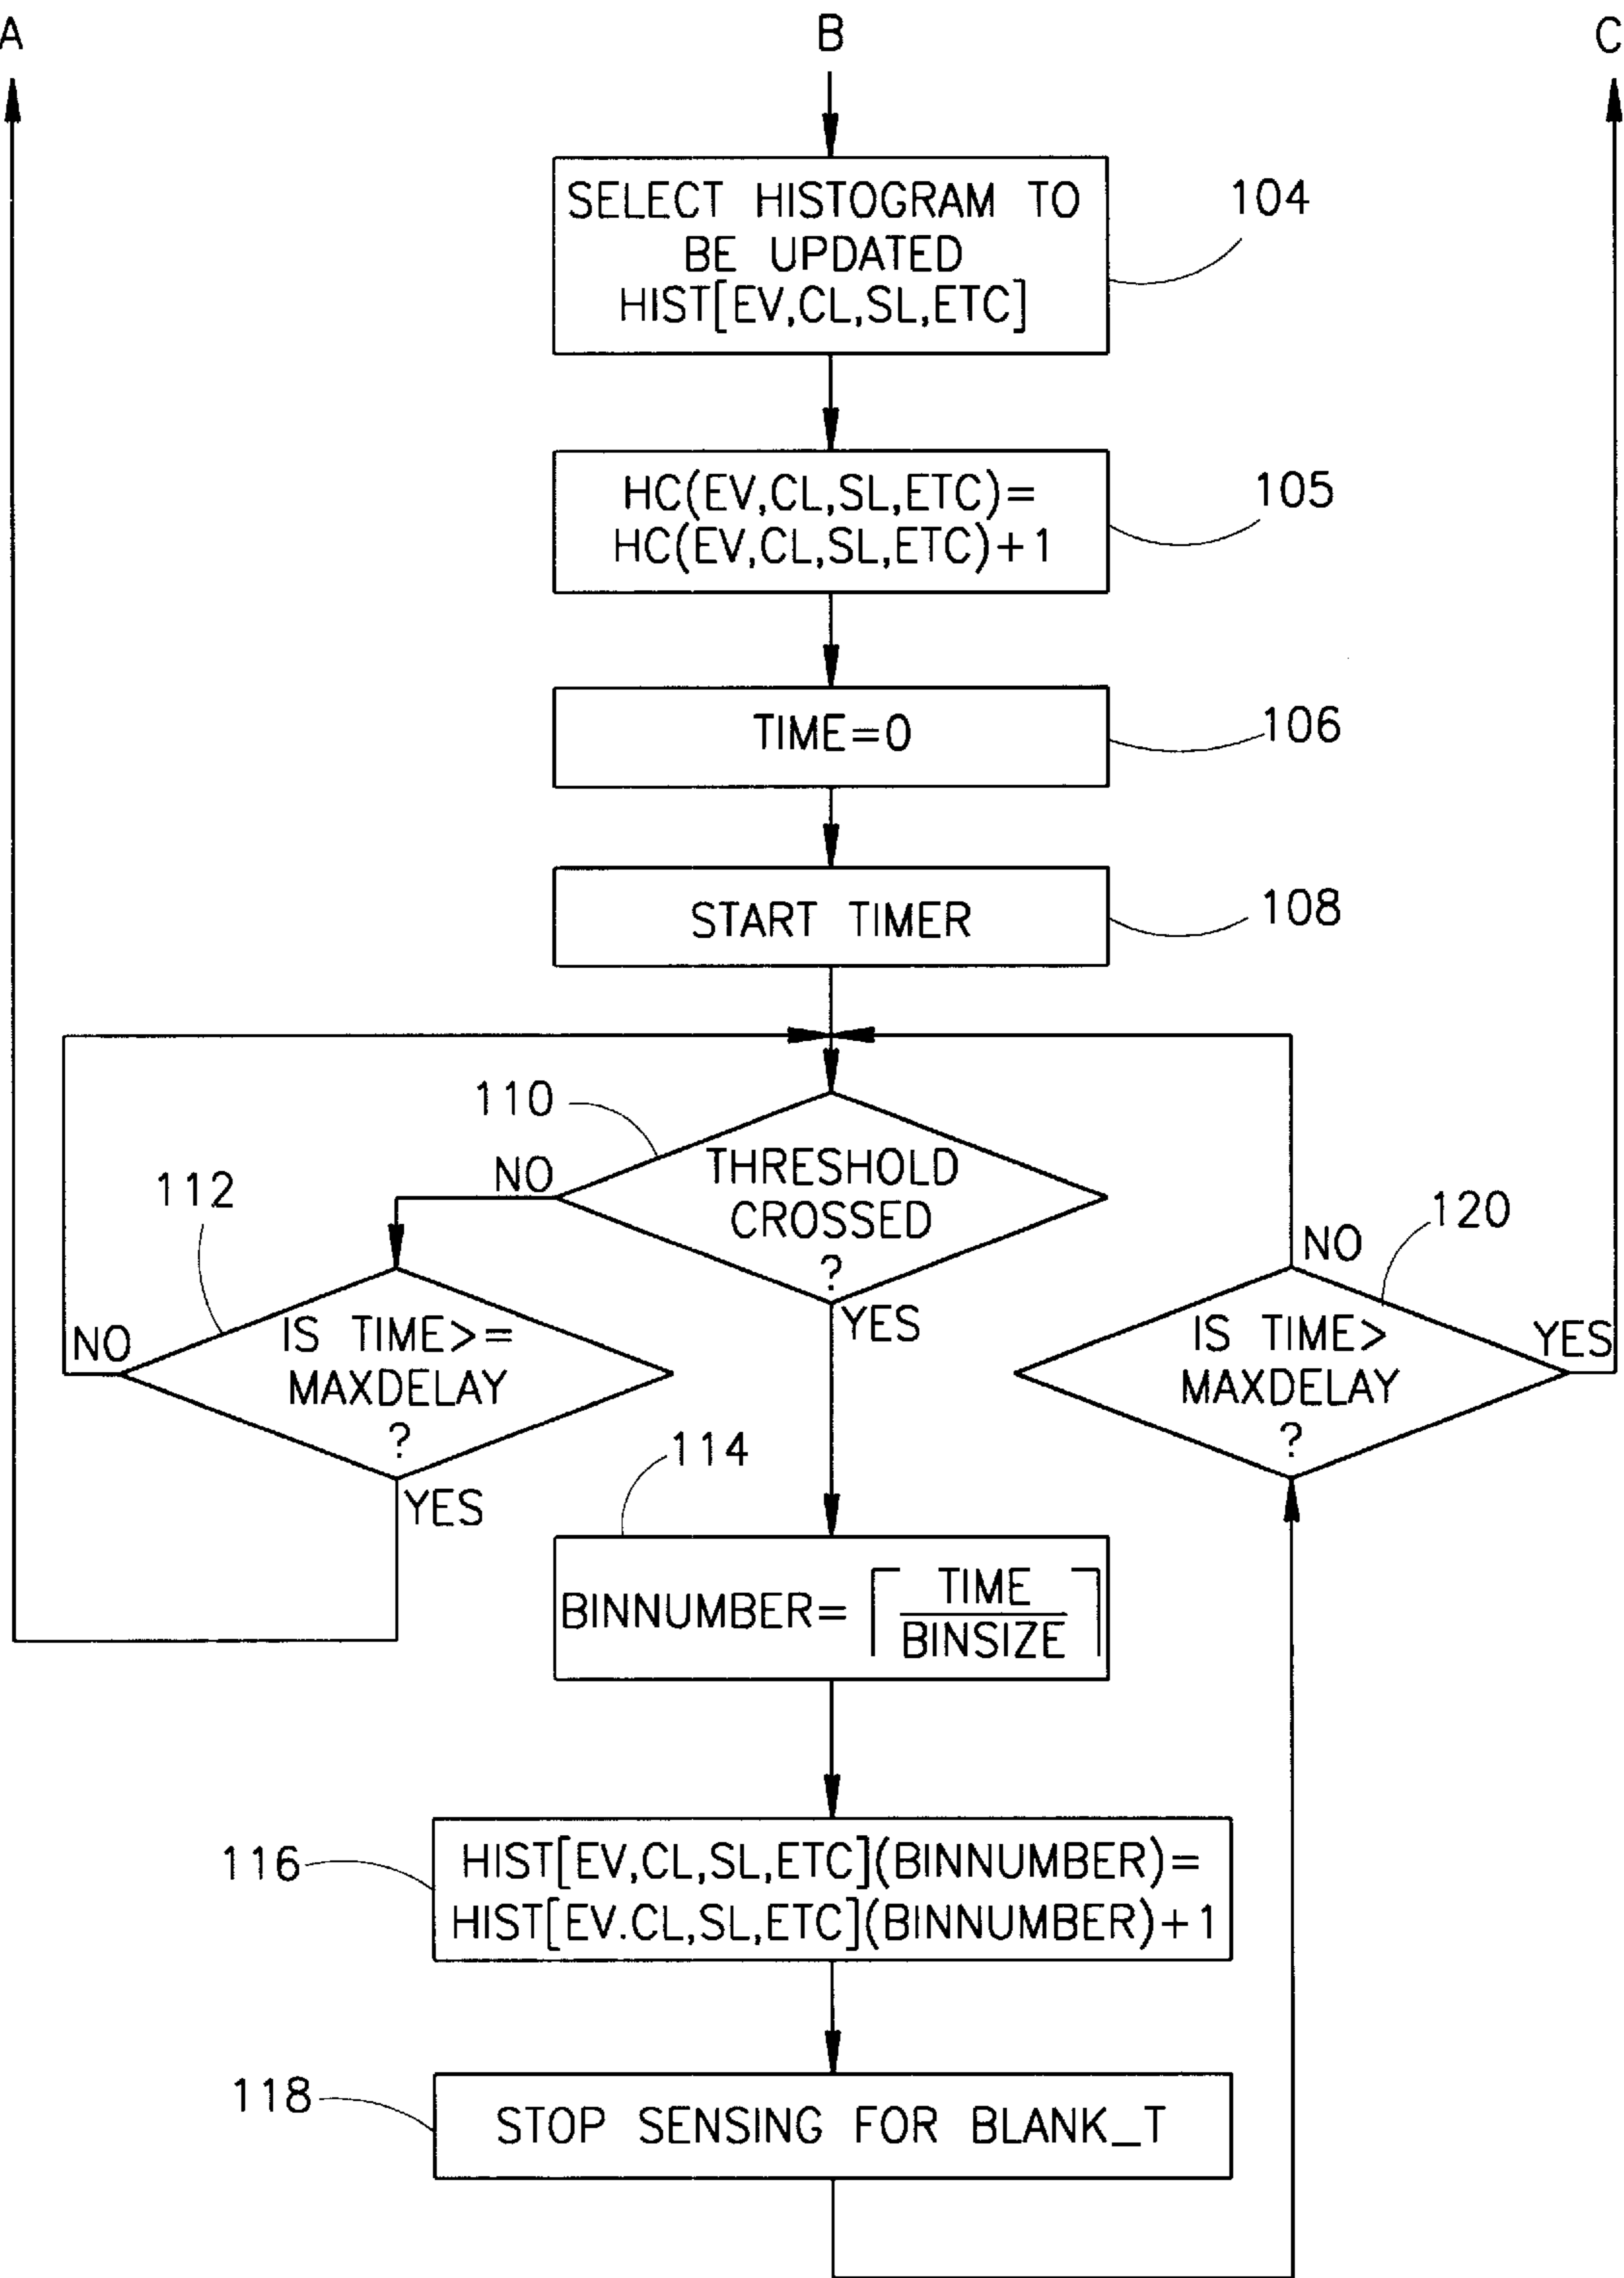 A
B
C
SELECT HISTOGRAM TO
BE UPDATED
HIST[EV,CL,SL,ETC]
104
HC(EV,CL,SL,ETC)=
HC(EV,CL,SL,ETC)+1
105
TIME=0
106
START TIMER
108
110
THRESHOLD
CROSSED
?
NO
YES
112
IS TIME>=
MAXDELAY
?
NO
YES
120
NO
IS TIME>
MAXDELAY
?
YES
114
BINNUMBER=⌈TIME
BINSIZE⌉
116
HIST[EV,CL,SL,ETC](BINNUMBER)=
HIST[EV.CL,SL,ETC](BINNUMBER)+1
118
STOP SENSING FOR BLANK_T